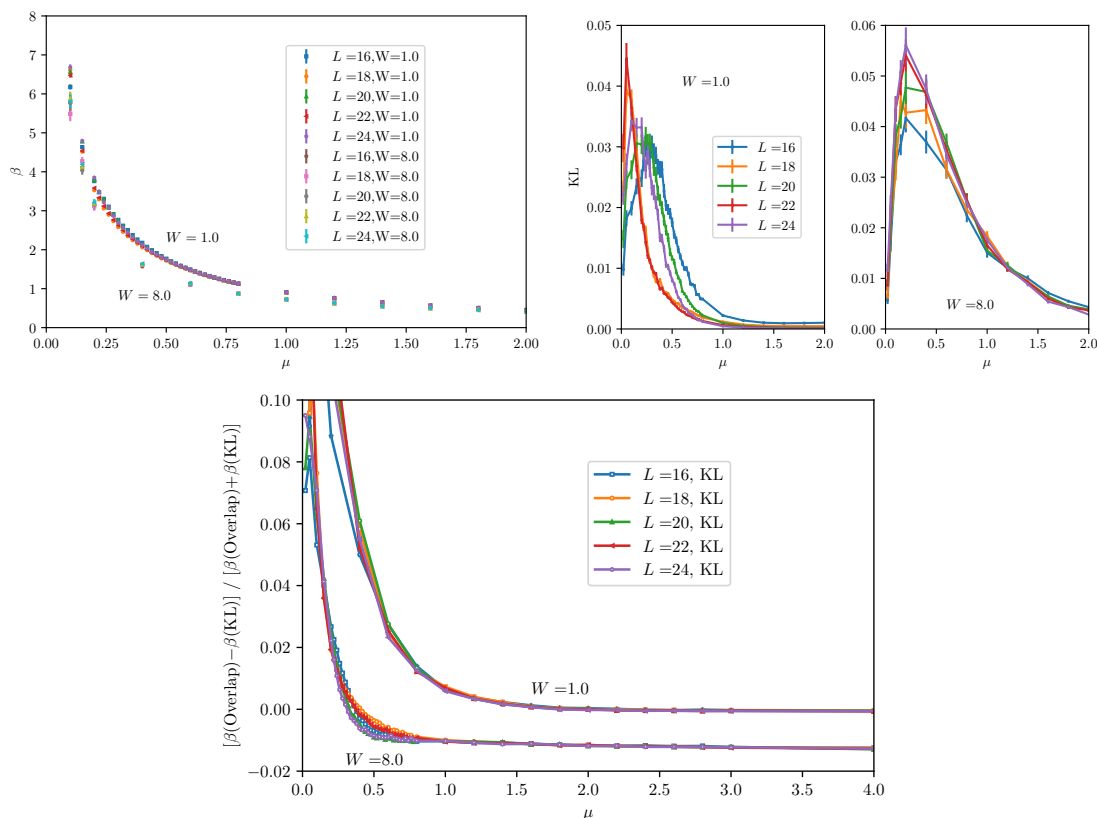 8
7
6
5
4
3
2
1
0
β
0.00
0.25
0.50
0.75
1.00
1.25
1.50
1.75
2.00
μ
L =16,W=1.0
L =18,W=1.0
L =20,W=1.0
L =22,W=1.0
L =24,W=1.0
L =16,W=8.0
L =18,W=8.0
L =20,W=8.0
L =22,W=8.0
L =24,W=8.0
W = 1.0
W = 8.0
0.05
0.04
0.03
0.02
0.01
0.00
KL
0.0
0.5
1.0
1.5
2.0
μ
W = 1.0
L =16
L =18
L =20
L =22
L =24
0.06
0.05
0.04
0.03
0.02
0.01
0.00
0.0
0.5
1.0
1.5
2.0
μ
W =8.0
0.10
0.08
0.06
0.04
0.02
0.00
−0.02
[β(Overlap)−β(KL)] / [β(Overlap)+β(KL)]
0.0
0.5
1.0
1.5
2.0
2.5
3.0
3.5
4.0
μ
L =16, KL
L =18, KL
L =20, KL
L =22, KL
L =24, KL
W =1.0
W =8.0